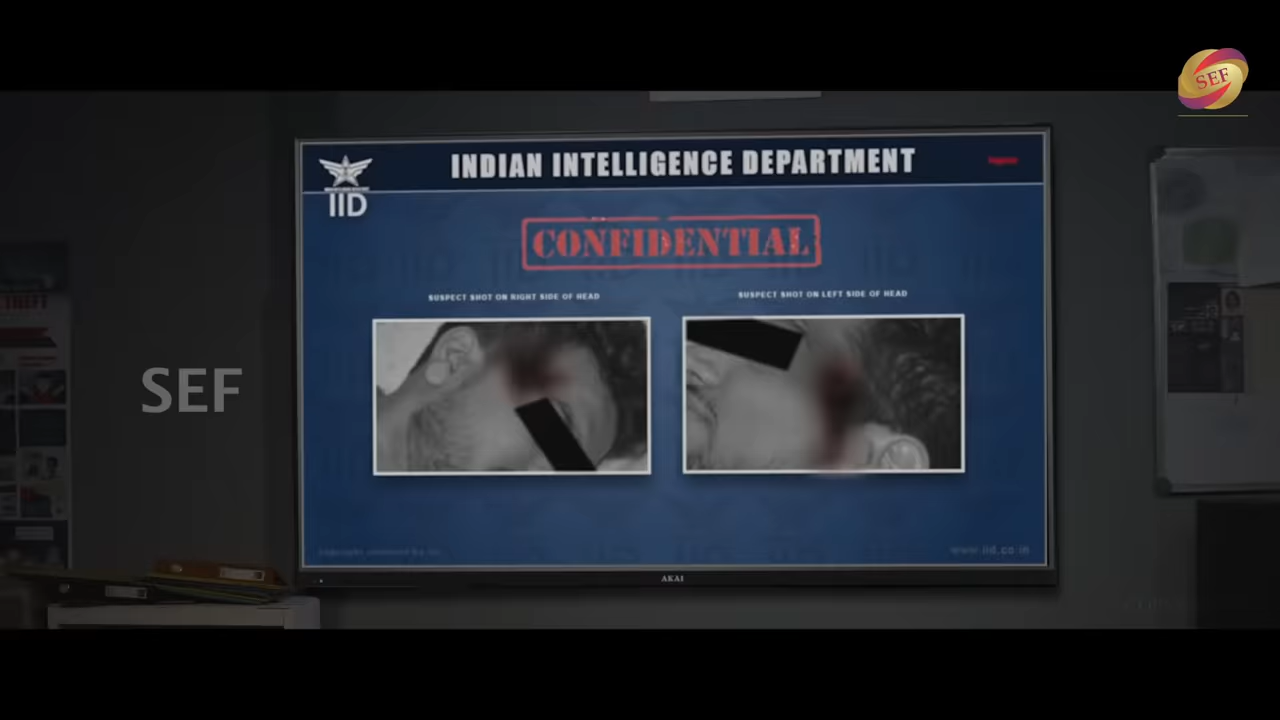 SEF
INDIAN INTELLIGENCE DEPARTMENT
IID
CONFIDENTIAL
SUSPECT SHOT ON RIGHT SIDE OF HEAD
SUSPECT SHOT ON LEFT SIDE OF HEAD
THEFT
SEF
www.iid.co.in
AKAI